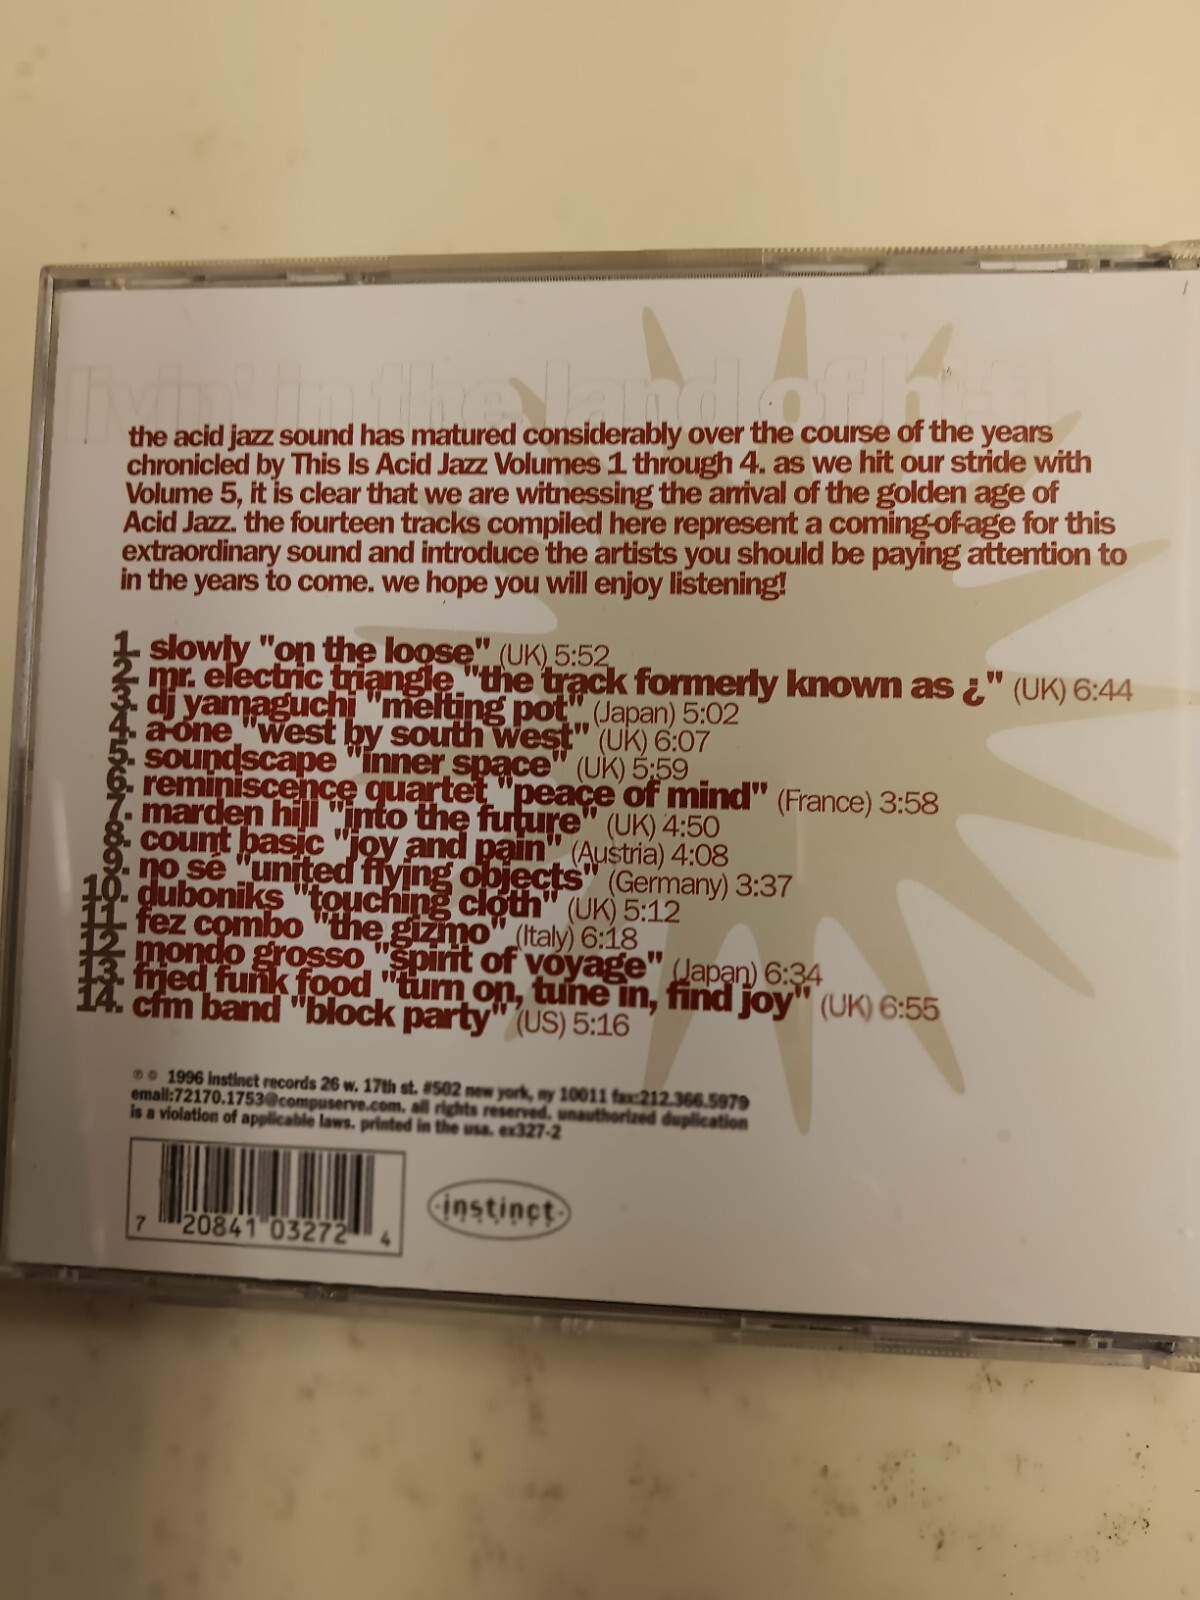 livin' in the land of hi-fi
the acid jazz sound has matured considerably over the course of the years
chronicled by This Is Acid Jazz Volumes 1 through 4. as we hit our stride with
Volume 5, it is clear that we are witnessing the arrival of the golden age of
Acid Jazz. the fourteen tracks compiled here represent a coming-of-age for this
extraordinary sound and introduce the artists you should be paying attention to
in the years to come. we hope you will enjoy listening!
1. slowly "on the loose" (UK) 5:52
2. mr. electric triangle "the track formerly known as ¿" (UK) 6:44
3. dj yamaguchi "melting pot" (Japan) 5:02
4. a-one "west by south west" (UK) 6:07
5. soundscape "inner space" (UK) 5:59
6. reminiscence quartet "peace of mind" (France) 3:58
7. marden hill "into the future" (UK) 4:50
8. count basic "joy and pain" (Austria) 4:08
9. no sé "united flying objects" (Germany) 3:37
10. duboniks "touching cloth" (UK) 5:12
11. fez combo "the gizmo" (Italy) 6:18
12. mondo grosso "spirit of voyage" (Japan) 6:34
13. fried funk food "turn on, tune in, find joy" (UK) 6:55
14. cfm band "block party" (US) 5:16
℗ © 1996 instinct records 26 w. 17th st. #502 new york, ny 10011 fax:212.366.5979
email:72170.1753@compuserve.com. all rights reserved. unauthorized duplication
is a violation of applicable laws. printed in the usa. ex327-2
7 20841 03272 4
instinct